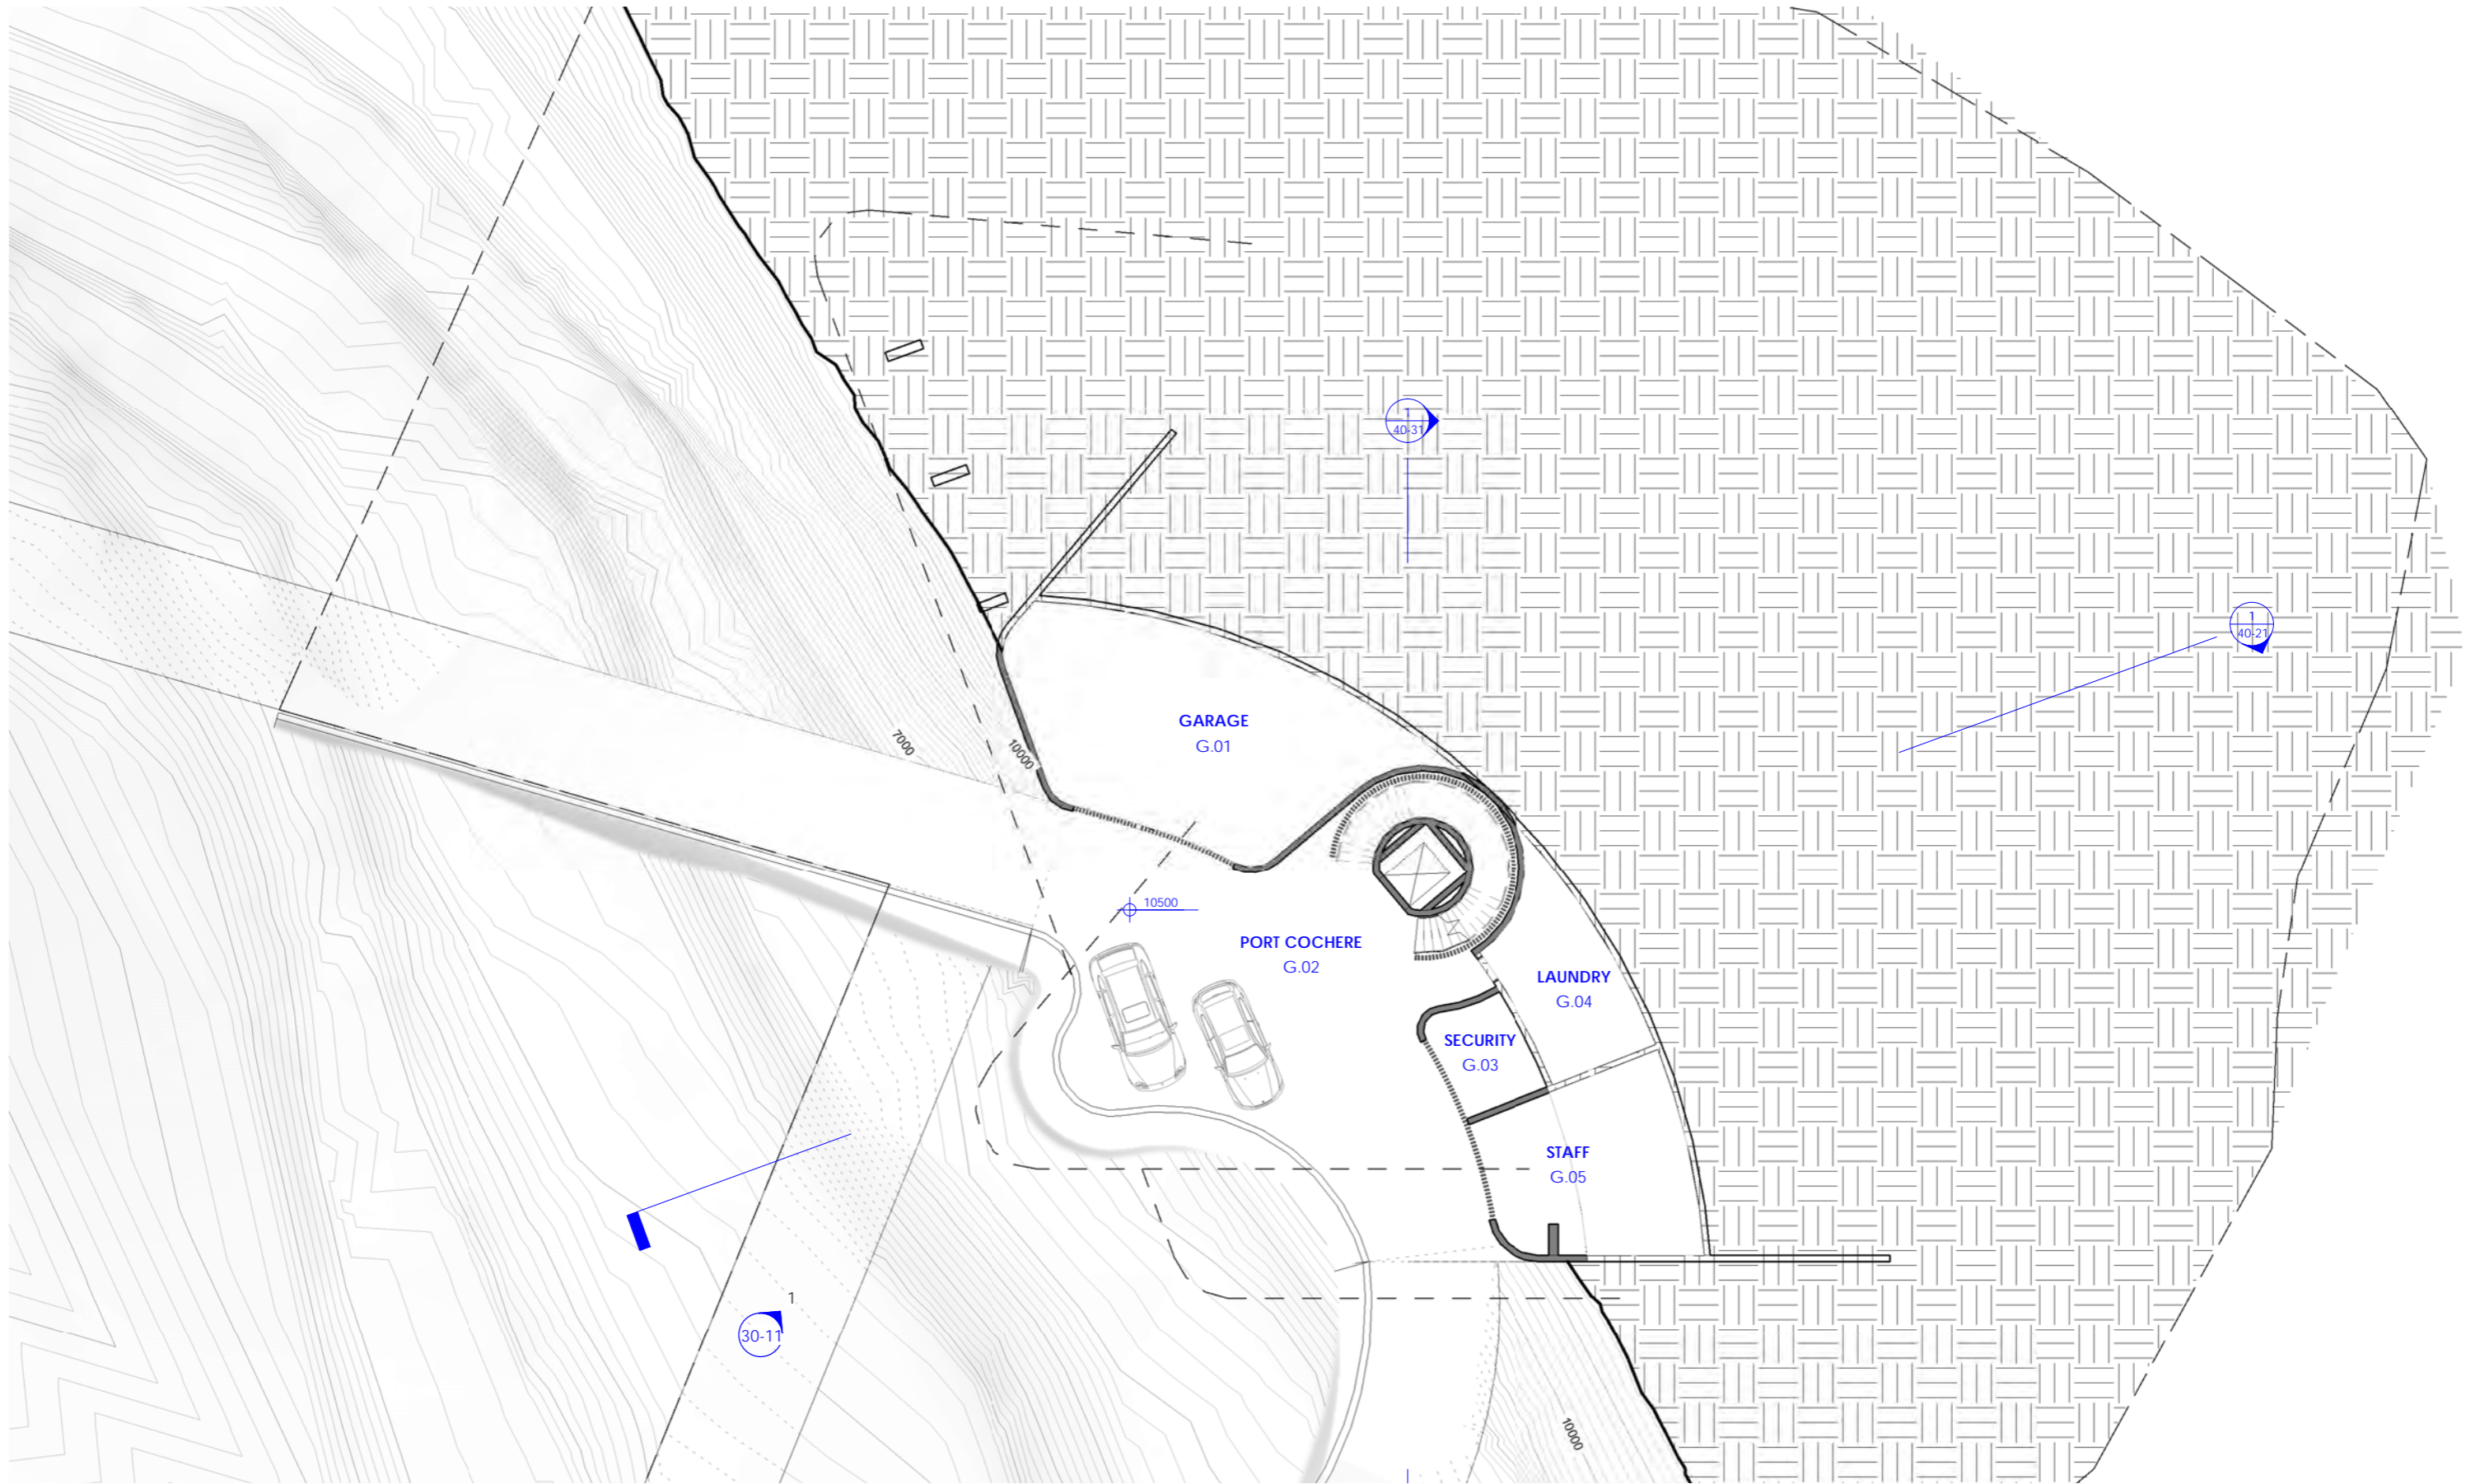 1
40-31
1
40-21
GARAGE
G.01
7000
10000
10500
PORT COCHERE
G.02
LAUNDRY
G.04
SECURITY
G.03
STAFF
G.05
1
30-11
10000